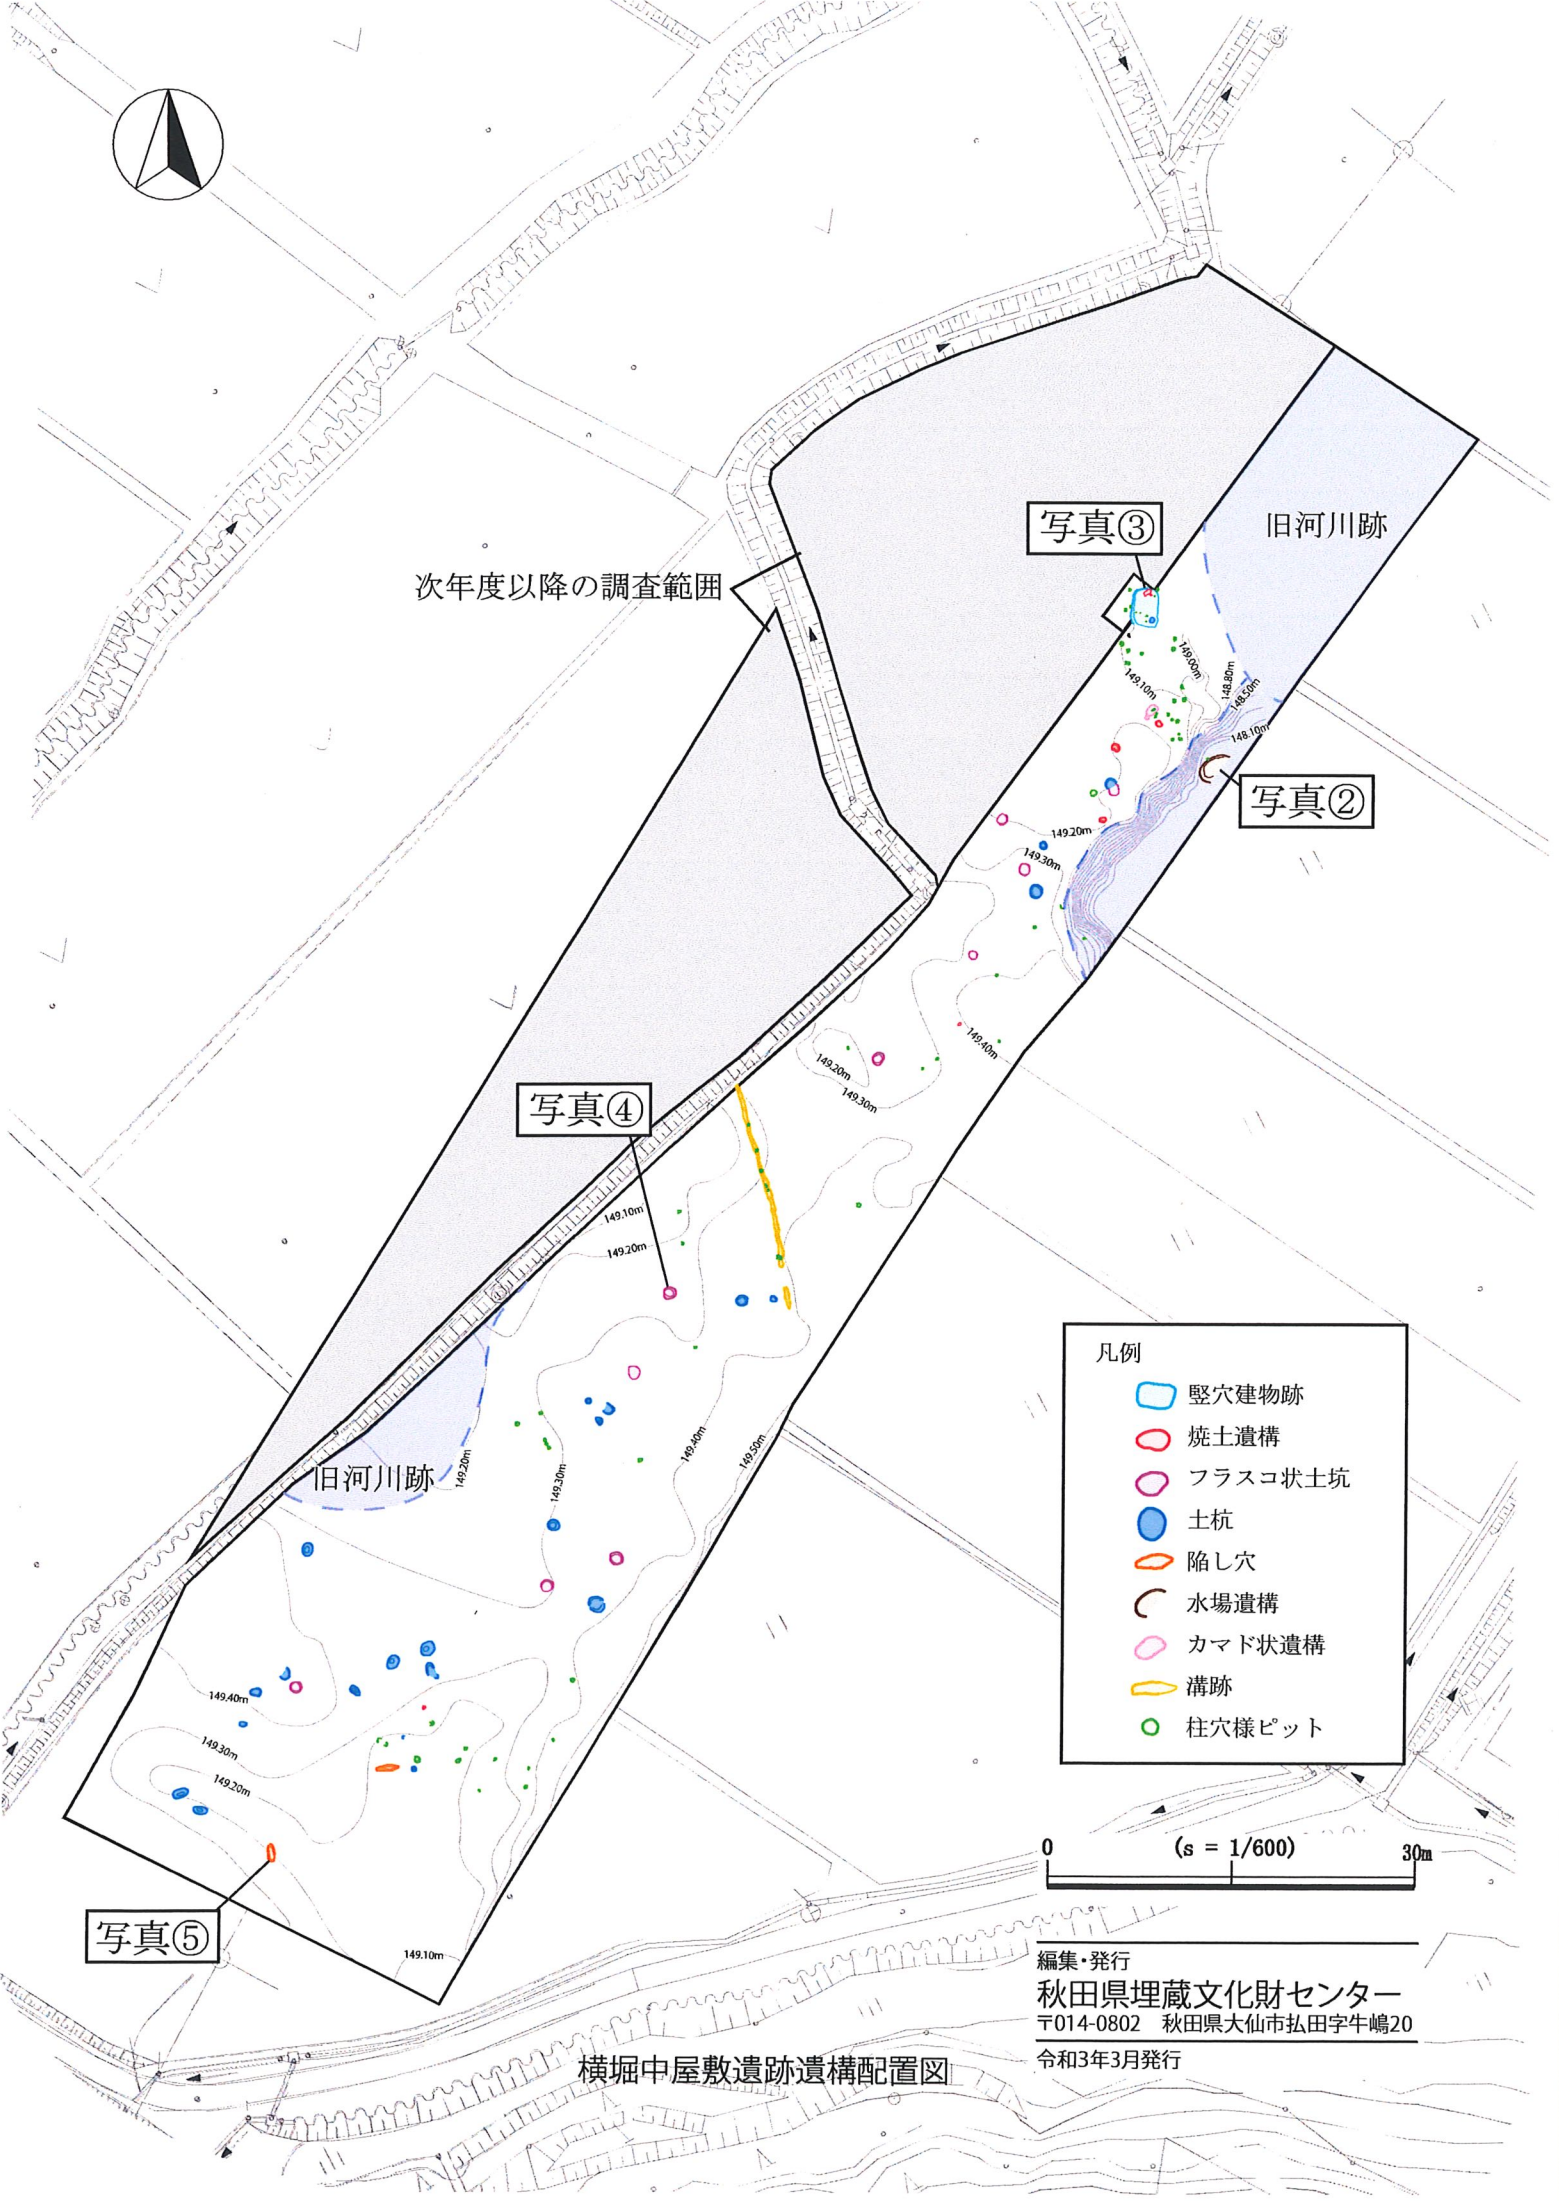 写真③
旧河川跡
次年度以降の調査範囲
149.00m
149.10m
148.80m
148.50m
148.10m
写真②
149.20m
149.30m
149.40m
149.20m
149.30m
写真④
149.10m
149.20m
149.40m
149.50m
149.20m
149.30m
旧河川跡
149.40m
149.30m
149.20m
写真⑤
149.10m
凡例
竪穴建物跡
焼土遺構
フラスコ状土坑
土杭
陥し穴
水場遺構
カマド状遺構
溝跡
柱穴様ピット
0 (s = 1/600) 30m
編集・発行
秋田県埋蔵文化財センター
〒014-0802 秋田県大仙市払田字牛嶋20
令和3年3月発行
横堀中屋敷遺跡遺構配置図